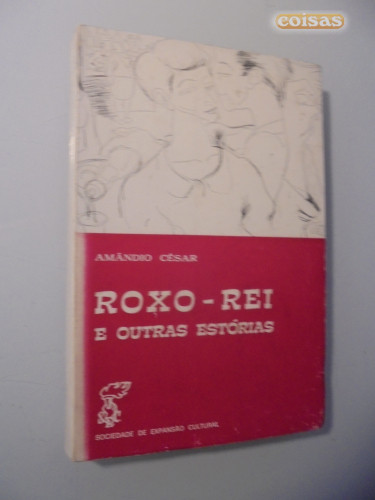 coisas
AMÂNDIO CÉSAR
ROXO-REI
E OUTRAS ESTÓRIAS
SOCIEDADE DE EXPANSÃO CULTURAL